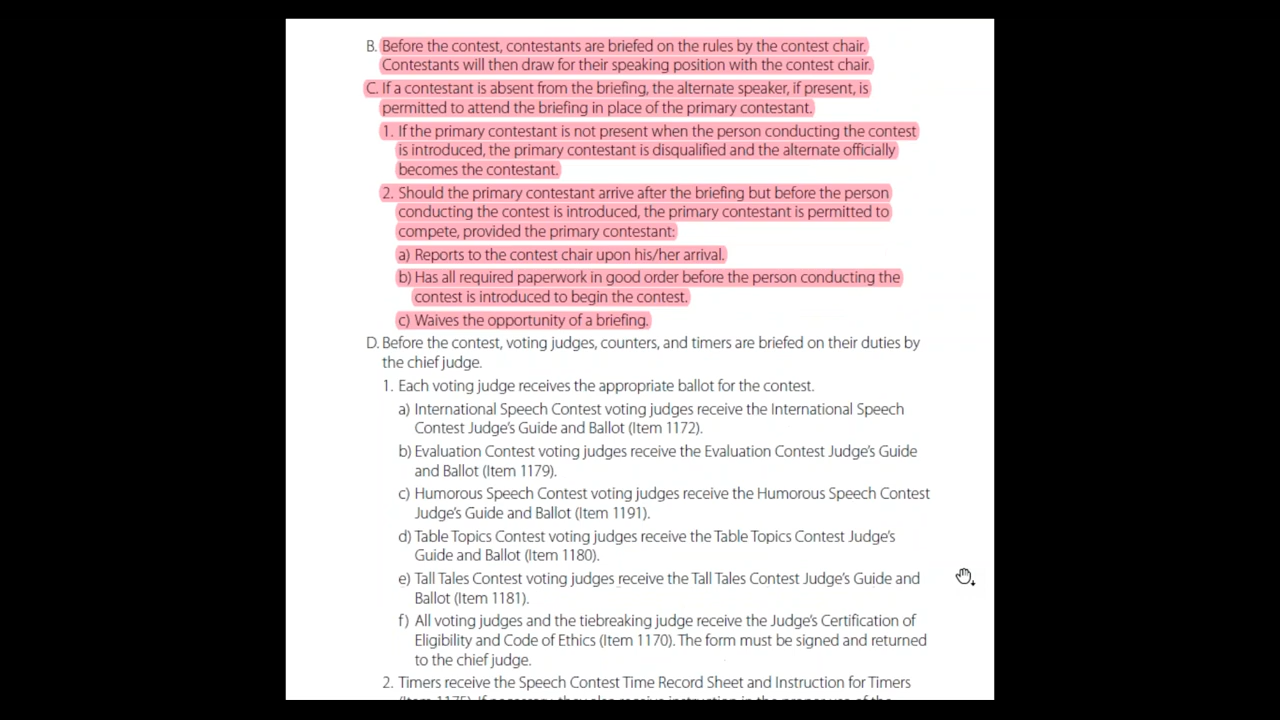 B. Before the contest, contestants are briefed on the rules by the contest chair.
Contestants will then draw for their speaking position with the contest chair.
C. If a contestant is absent from the briefing, the alternate speaker, if present, is
permitted to attend the briefing in place of the primary contestant.
1. If the primary contestant is not present when the person conducting the contest
is introduced, the primary contestant is disqualified and the alternate officially
becomes the contestant.
2. Should the primary contestant arrive after the briefing but before the person
conducting the contest is introduced, the primary contestant is permitted to
compete, provided the primary contestant:
a) Reports to the contest chair upon his/her arrival.
b) Has all required paperwork in good order before the person conducting the
contest is introduced to begin the contest.
c) Waives the opportunity of a briefing.
D. Before the contest, voting judges, counters, and timers are briefed on their duties by
the chief judge.
1. Each voting judge receives the appropriate ballot for the contest.
a) International Speech Contest voting judges receive the International Speech
Contest Judge's Guide and Ballot (Item 1172).
b) Evaluation Contest voting judges receive the Evaluation Contest Judge's Guide
and Ballot (Item 1179).
c) Humorous Speech Contest voting judges receive the Humorous Speech Contest
Judge's Guide and Ballot (Item 1191).
d) Table Topics Contest voting judges receive the Table Topics Contest Judge's
Guide and Ballot (Item 1180).
e) Tall Tales Contest voting judges receive the Tall Tales Contest Judge's Guide and
Ballot (Item 1181).
f) All voting judges and the tiebreaking judge receive the Judge's Certification of
Eligibility and Code of Ethics (Item 1170). The form must be signed and returned
to the chief judge.
2. Timers receive the Speech Contest Time Record Sheet and Instruction for Timers
(Item 1175). If necessary, they also receive instruction in the proper use of the